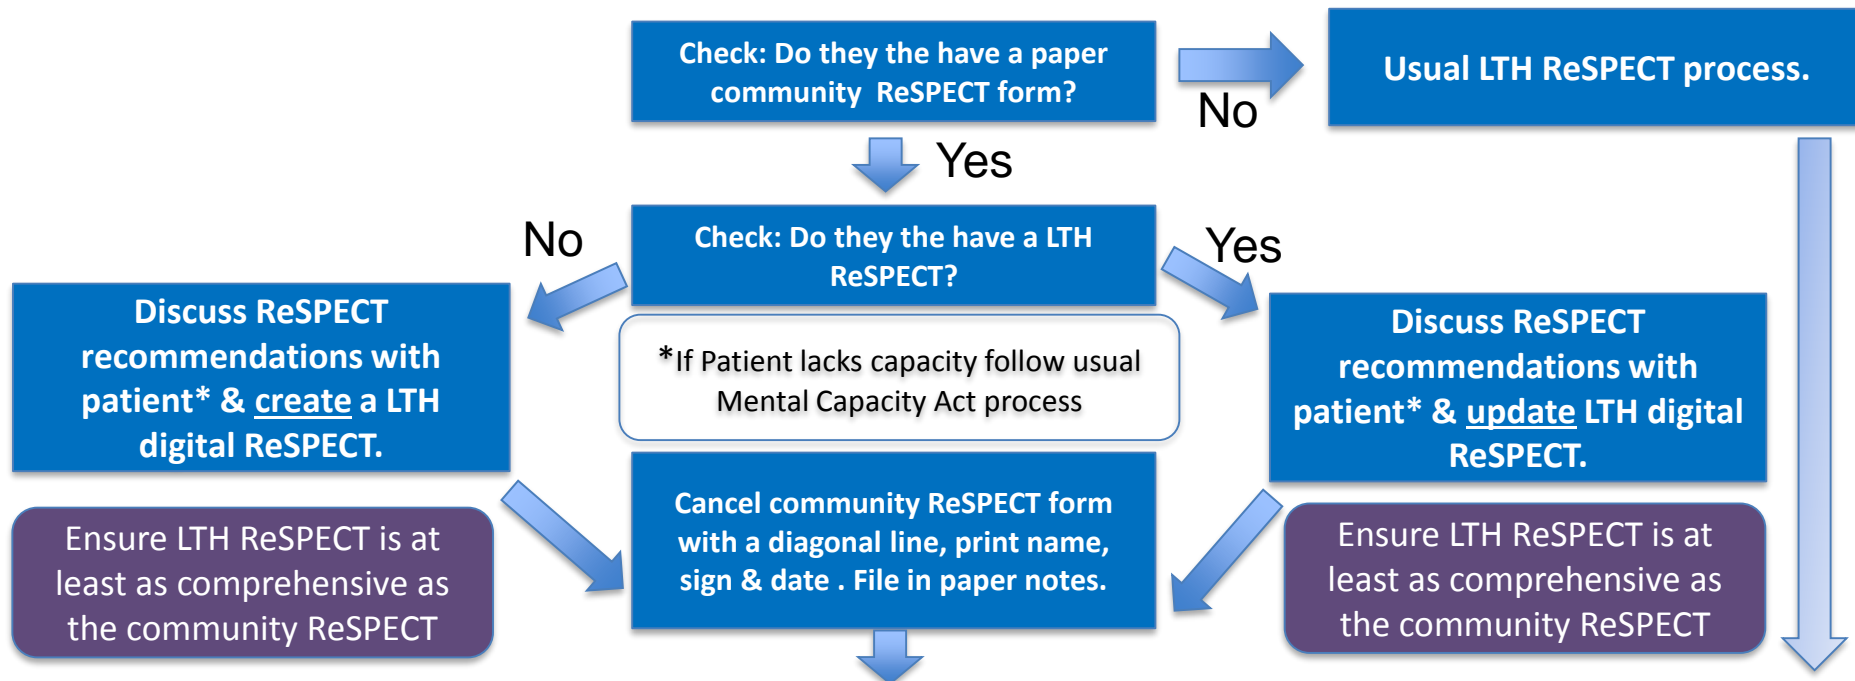 Check: Do they the have a paper
community ReSPECT form?
No
Usual LTH ReSPECT process.
Yes
No
Check: Do they the have a LTH
ReSPECT?
Yes
Discuss ReSPECT
recommendations with
patient* & create a LTH
digital ReSPECT.
*If Patient lacks capacity follow usual
Mental Capacity Act process
Discuss ReSPECT
recommendations with
patient* & update LTH digital
ReSPECT.
Ensure LTH ReSPECT is at
least as comprehensive as
the community ReSPECT
Cancel community ReSPECT form
with a diagonal line, print name,
sign & date . File in paper notes.
Ensure LTH ReSPECT is at
least as comprehensive as
the community ReSPECT